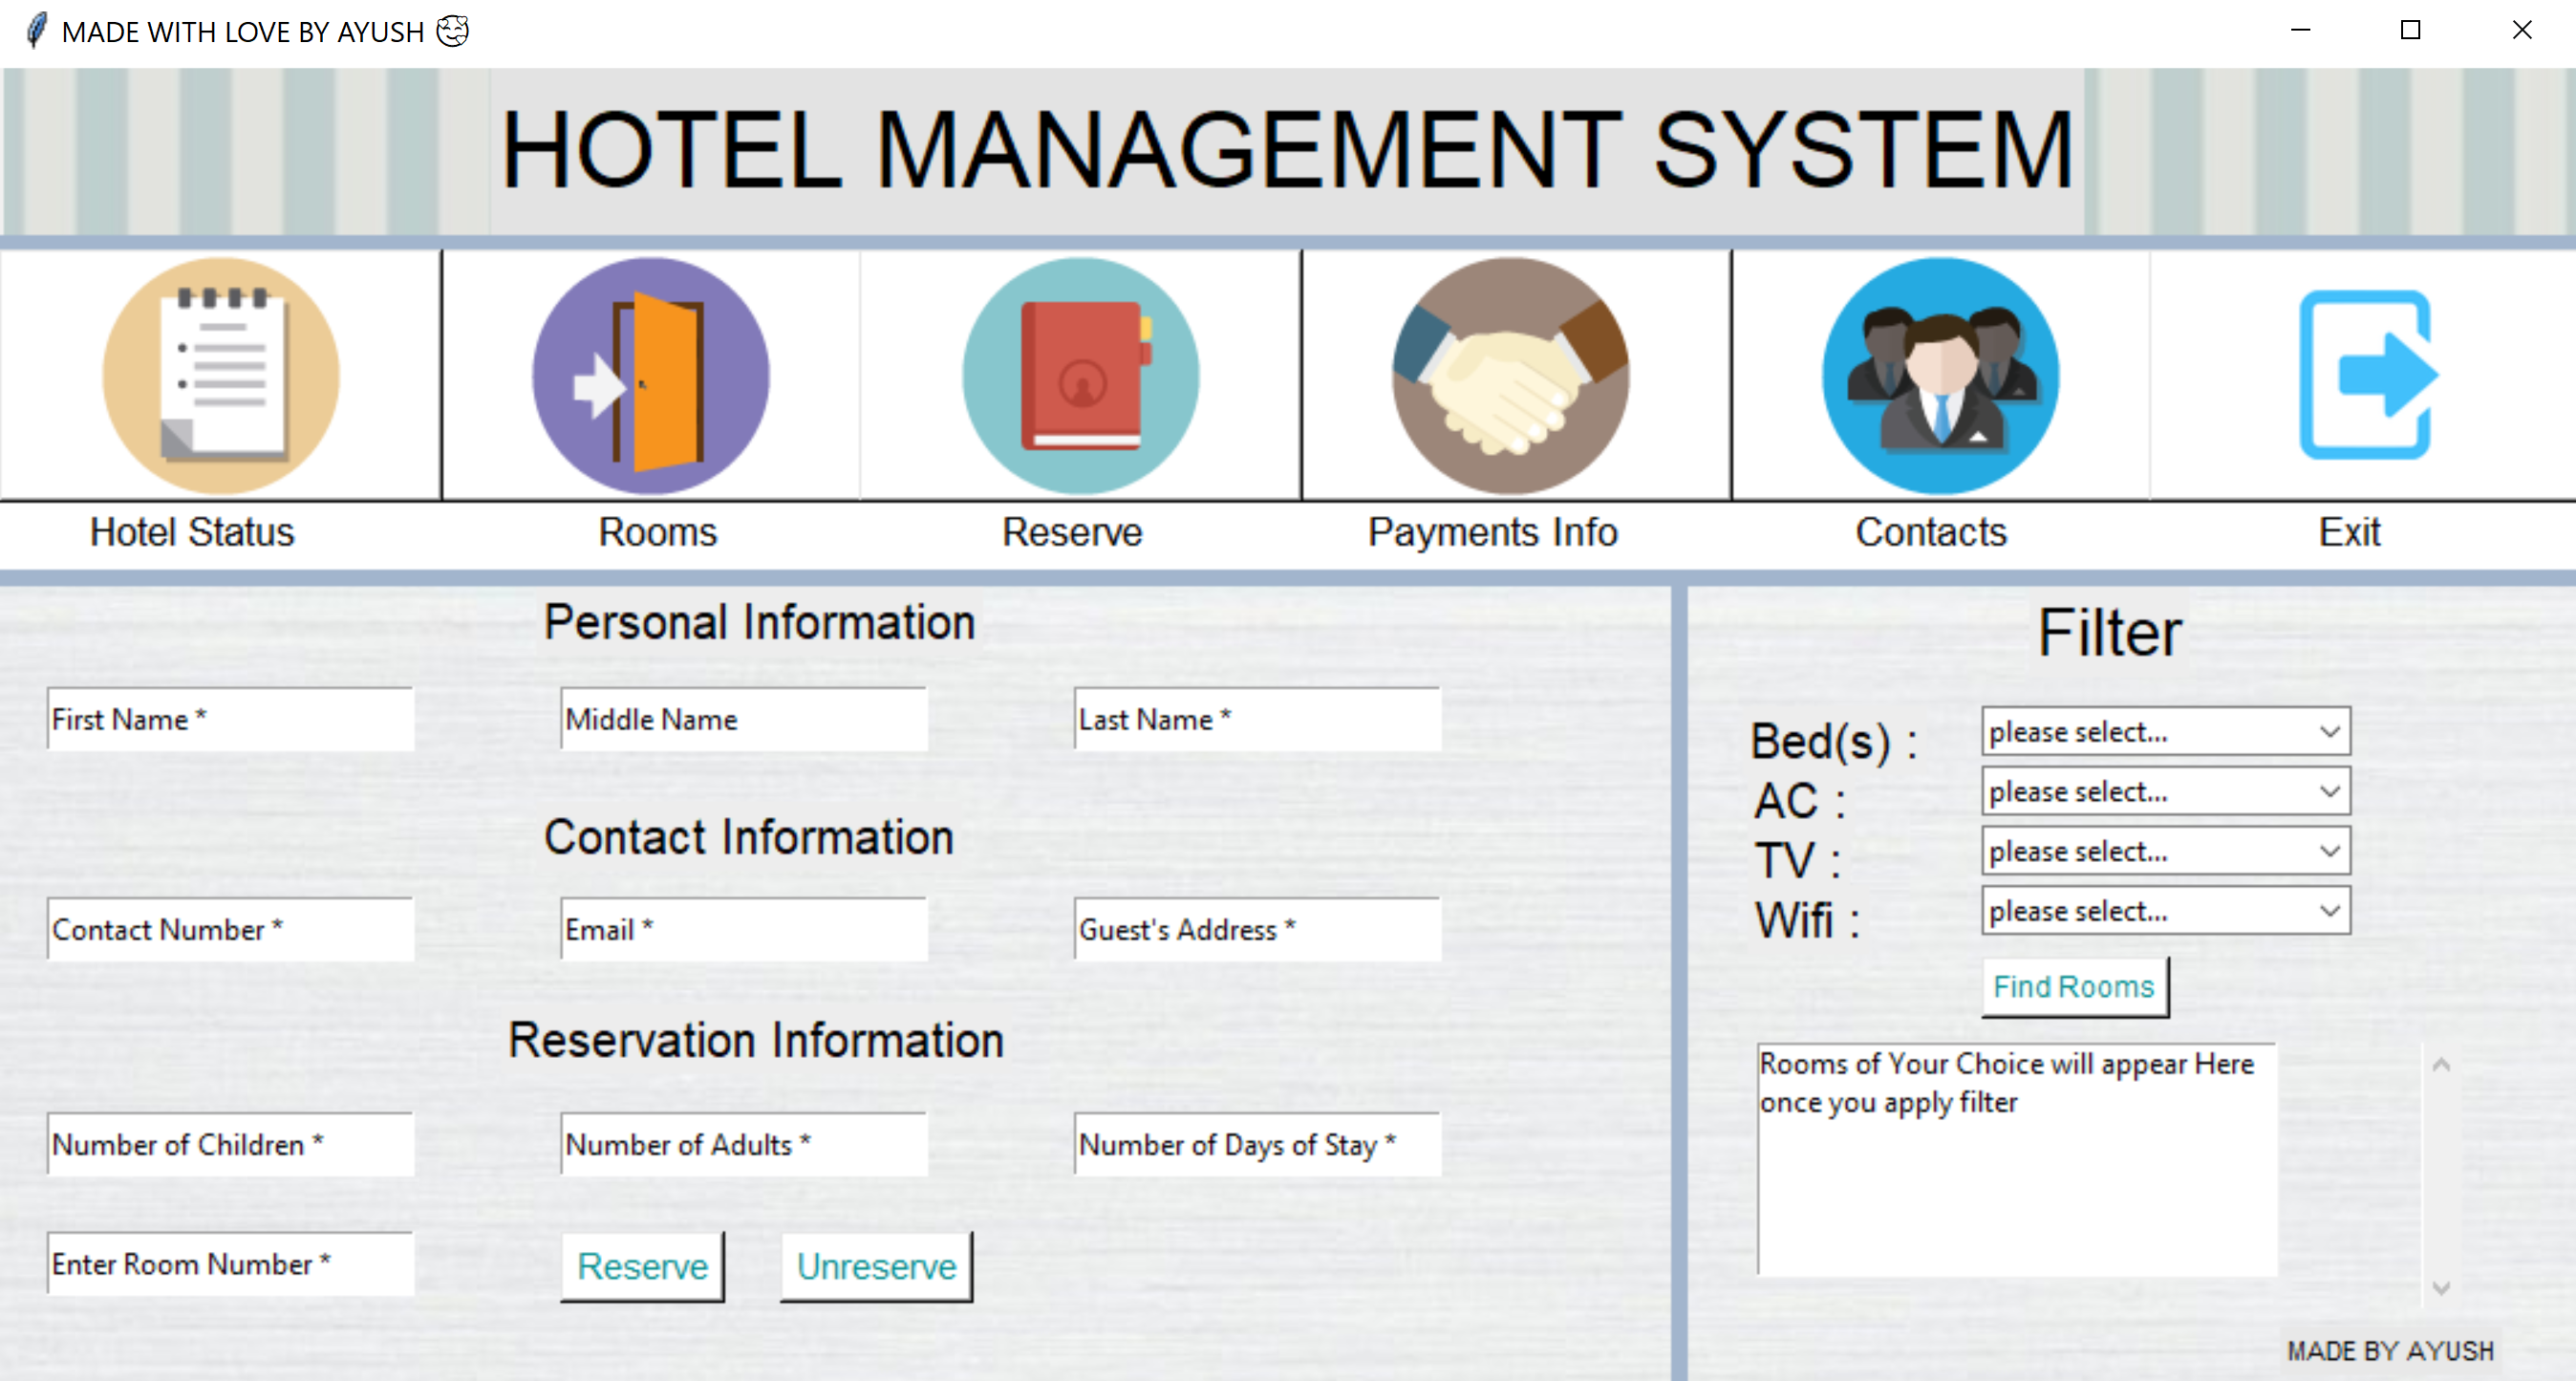 MADE WITH LOVE BY AYUSH 🥰
HOTEL MANAGEMENT SYSTEM
Hotel Status
Rooms
Reserve
Payments Info
Contacts
Exit
Personal Information
First Name *
Middle Name
Last Name *
Contact Information
Contact Number *
Email *
Guest's Address *
Reservation Information
Number of Children *
Number of Adults *
Number of Days of Stay *
Enter Room Number *
Reserve
Unreserve
Filter
Bed(s) :
please select...
AC :
please select...
TV :
please select...
Wifi :
please select...
Find Rooms
Rooms of Your Choice will appear Here
once you apply filter
MADE BY AYUSH